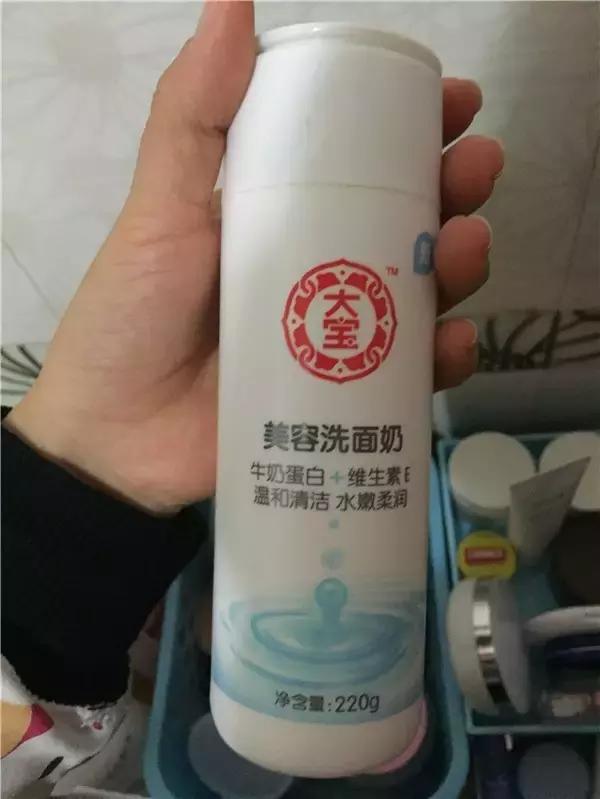 大宝
TM
美容洗面奶
牛奶蛋白+维生素E
温和清洁 水嫩柔润
净含量:220g